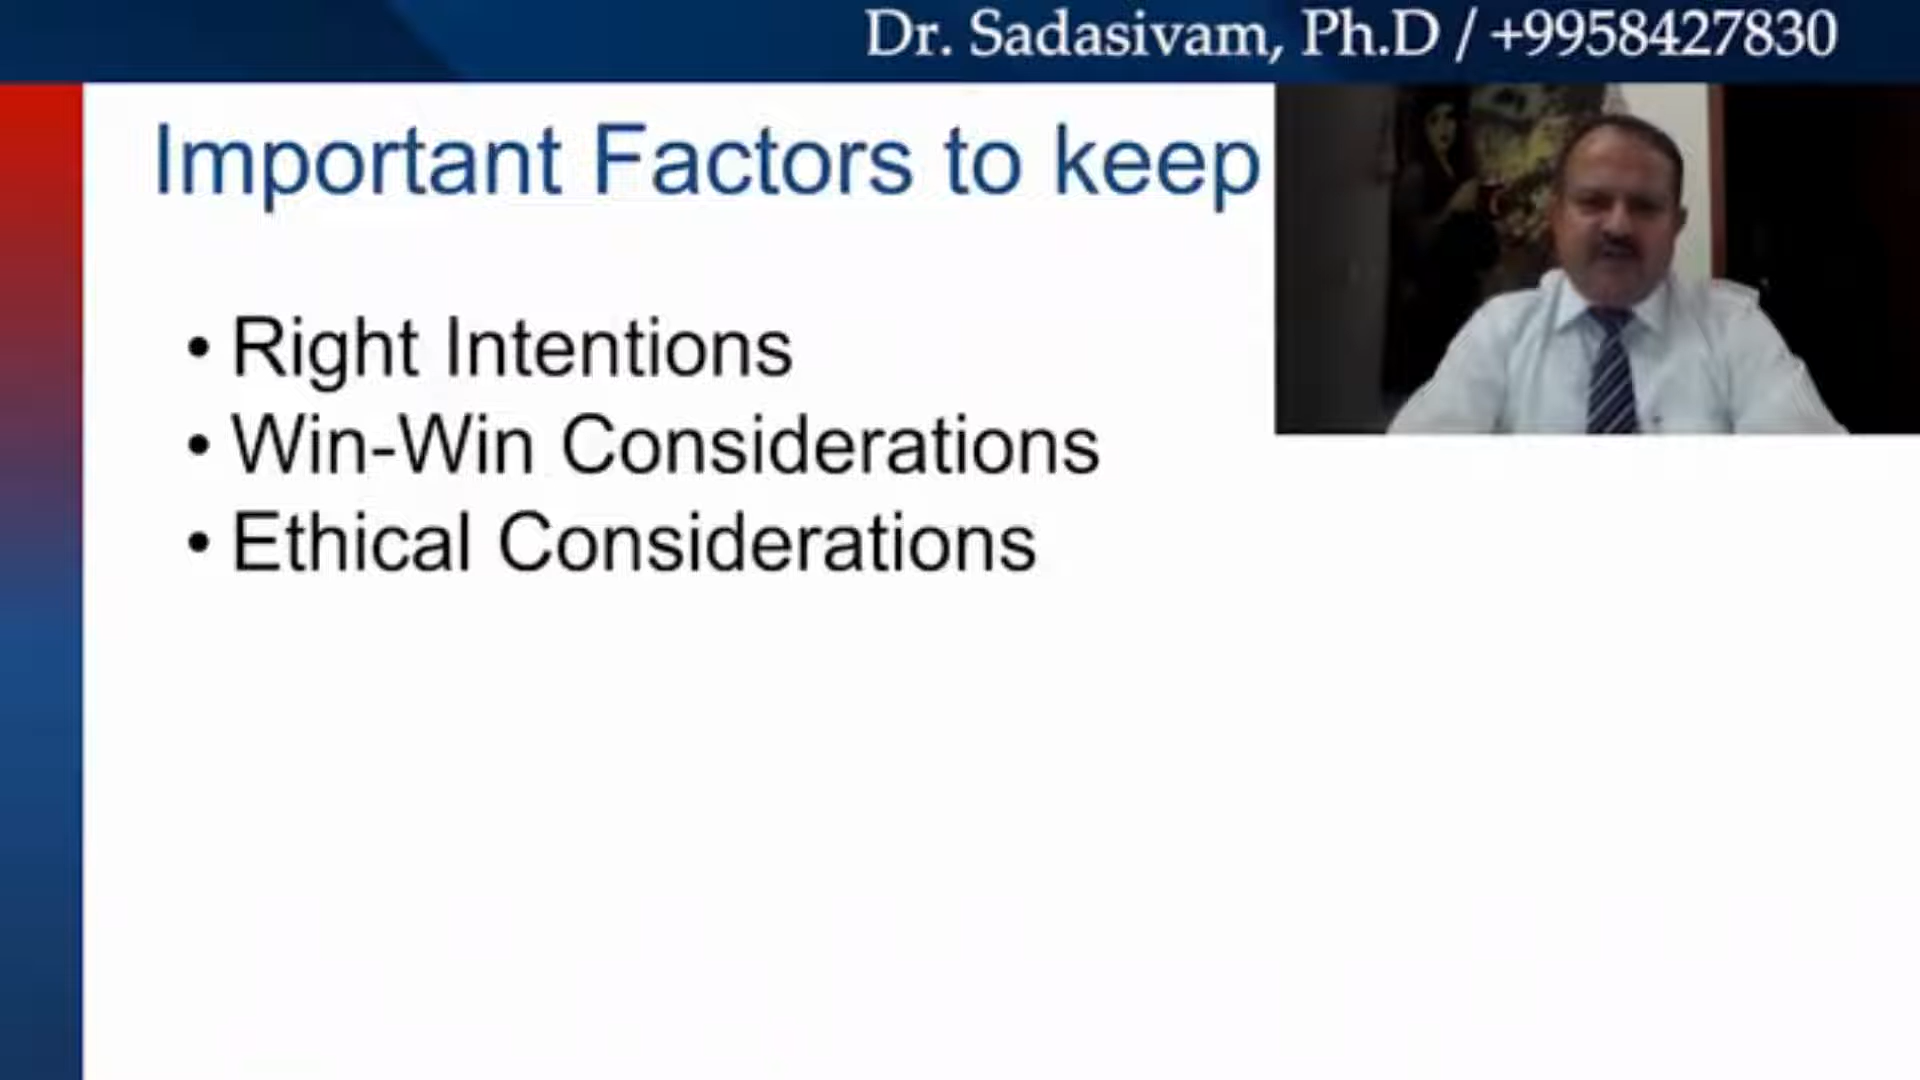 Dr. Sadasivam, Ph.D / +9958427830
Important Factors to keep
• Right Intentions
• Win-Win Considerations
• Ethical Considerations